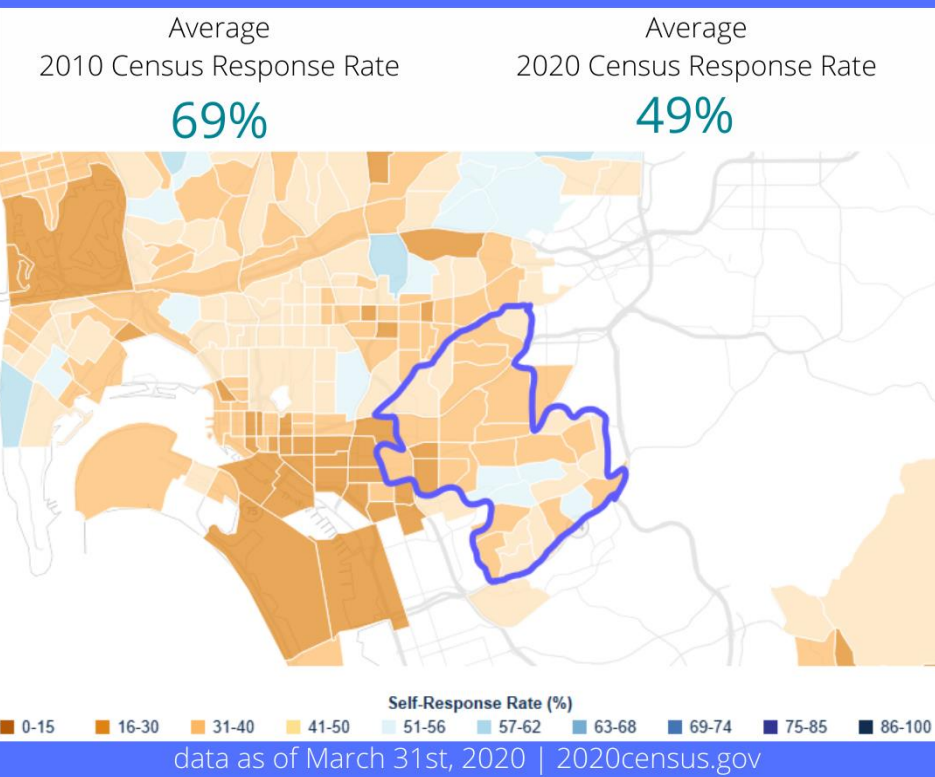 Average
2010 Census Response Rate
69%
Average
2020 Census Response Rate
49%
Self-Response Rate (%)
0-15 16-30 31-40 41-50 51-56 57-62 63-68 69-74 75-85 86-100
data as of March 31st, 2020 | 2020census.gov